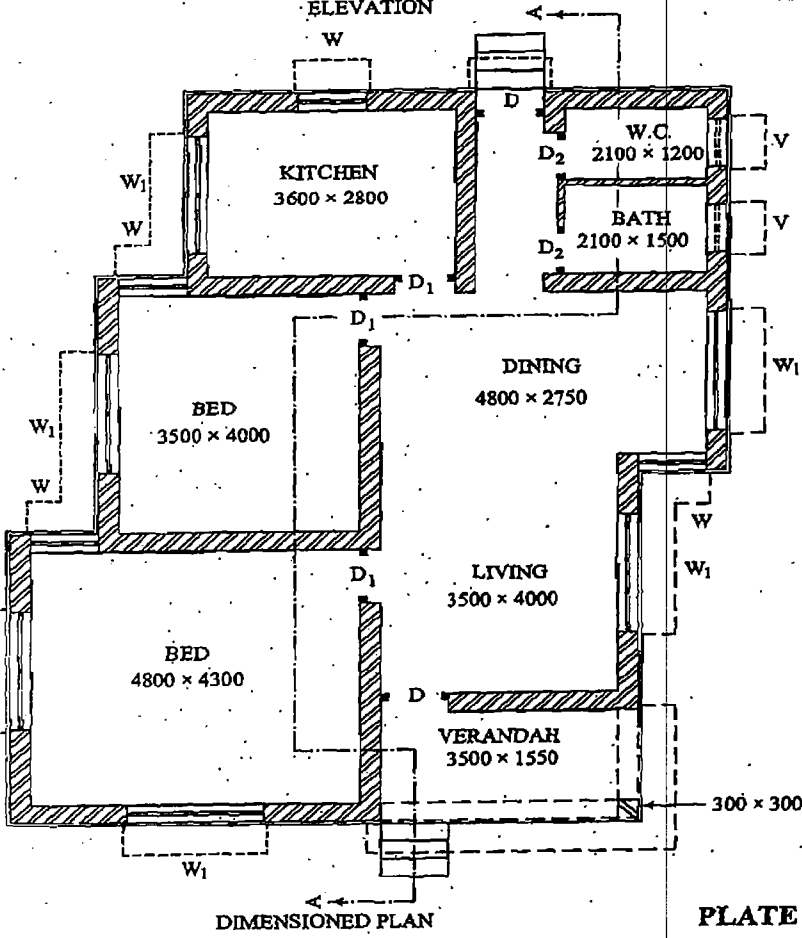 ELEVATION
A
W
D
W.C.
2100 × 1200
V
D2
KITCHEN
3600 × 2800
W1
W
BATH
2100 × 1500
V
D2
D1
D1
DINING
4800 × 2750
W1
BED
3500 × 4000
W1
W
W
D1
LIVING
3500 × 4000
W1
BED
4800 × 4300
D
VERANDAH
3500 × 1550
300 × 300
W1
A
DIMENSIONED PLAN
PLATE